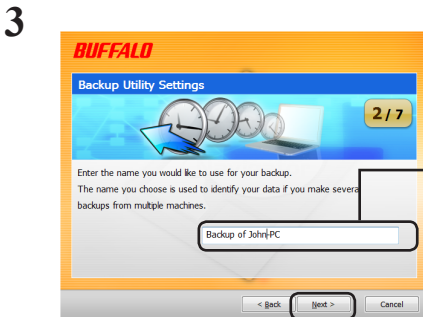 3
BUFFALO
Backup Utility Settings
2 / 7
Enter the name you would like to use for your backup.
The name you choose is used to identify your data if you make severa
backups from multiple machines.
Backup of John-PC
< Back
Next >
Cancel